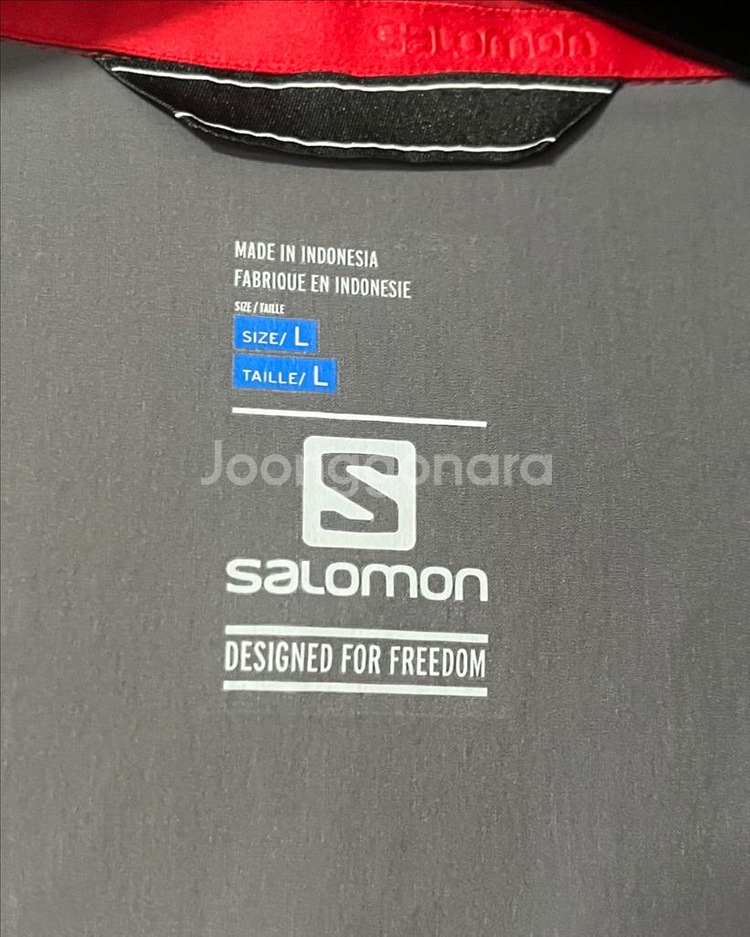 salomon
MADE IN INDONESIA
FABRIQUE EN INDONESIE
SIZE / TAILLE
SIZE/ L
TAILLE/ L
Joonggonara
S
SALOMON
DESIGNED FOR FREEDOM